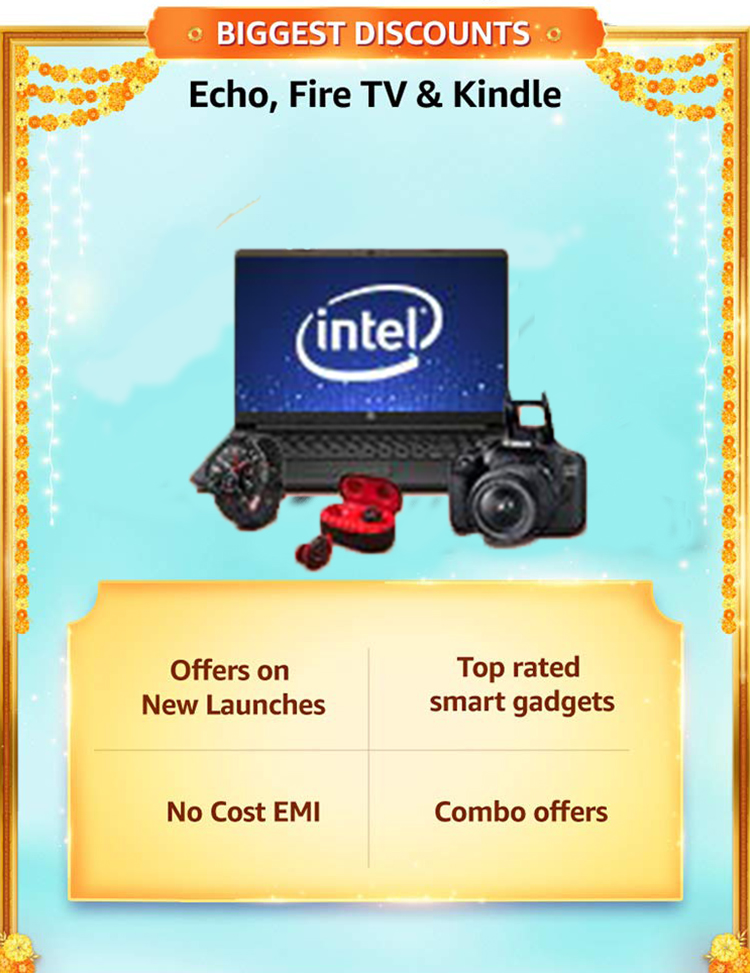 BIGGEST DISCOUNTS
Echo, Fire TV & Kindle
intel
Offers on
New Launches
Top rated
smart gadgets
No Cost EMI
Combo offers